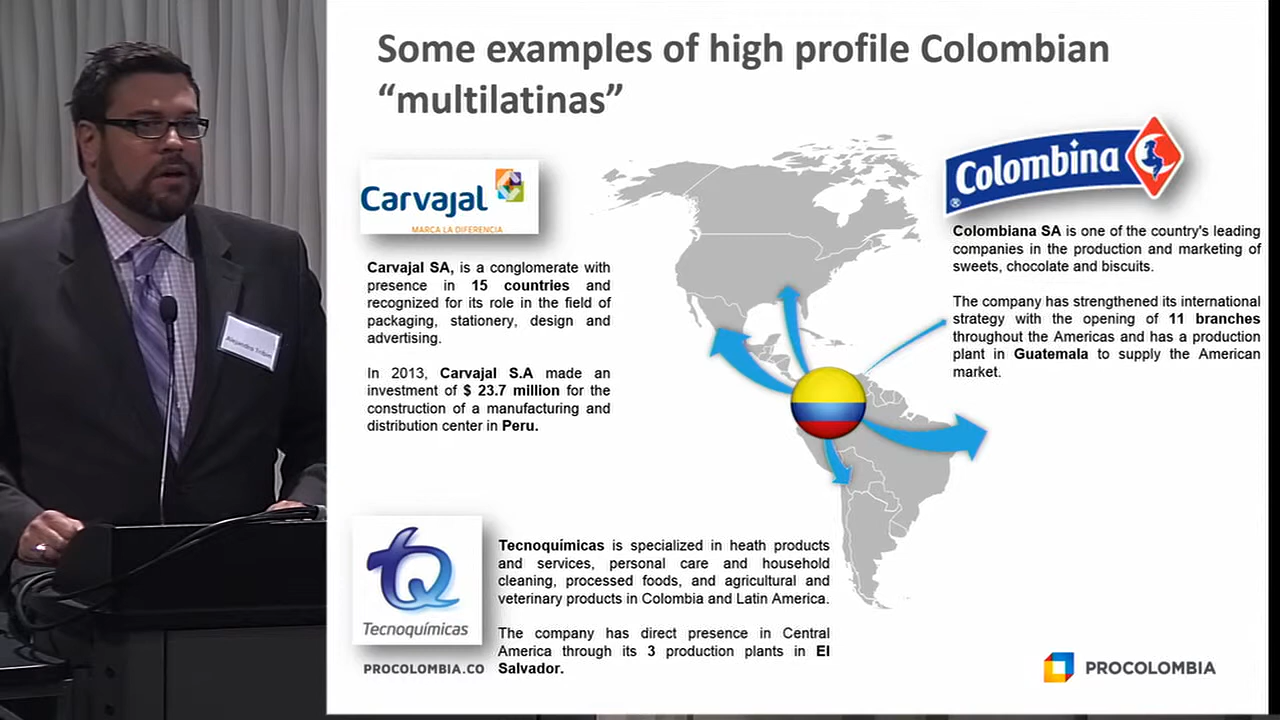 Some examples of high profile Colombian
“multilatinas”
Carvajal
MARCA LA DIFERENCIA
Carvajal SA, is a conglomerate with
presence in 15 countries and
recognized for its role in the field of
packaging, stationery, design and
advertising.
In 2013, Carvajal S.A made an
investment of $ 23.7 million for the
construction of a manufacturing and
distribution center in Peru.
Colombina
®
Colombiana SA is one of the country's leading
companies in the production and marketing of
sweets, chocolate and biscuits.
The company has strengthened its international
strategy with the opening of 11 branches
throughout the Americas and has a production
plant in Guatemala to supply the American
market.
Alejandro
TQ
Tecnoquímicas
Tecnoquímicas is specialized in heath products
and services, personal care and household
cleaning, processed foods, and agricultural and
veterinary products in Colombia and Latin America.
The company has direct presence in Central
America through its 3 production plants in El
Salvador.
PROCOLOMBIA.CO
PROCOLOMBIA